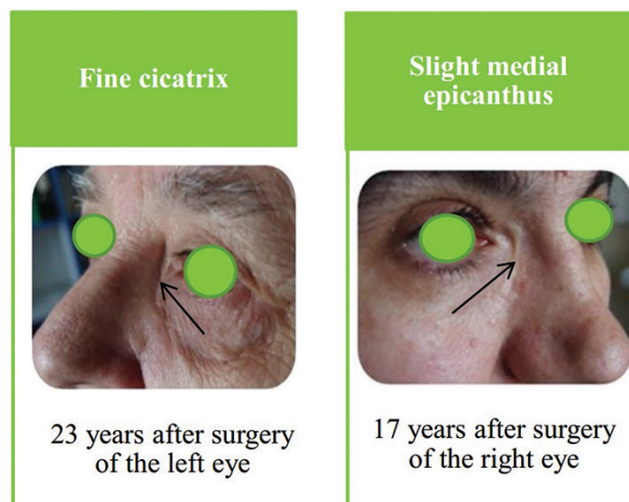 Fine cicatrix
Slight medial
epicanthus
23 years after surgery
of the left eye
17 years after surgery
of the right eye